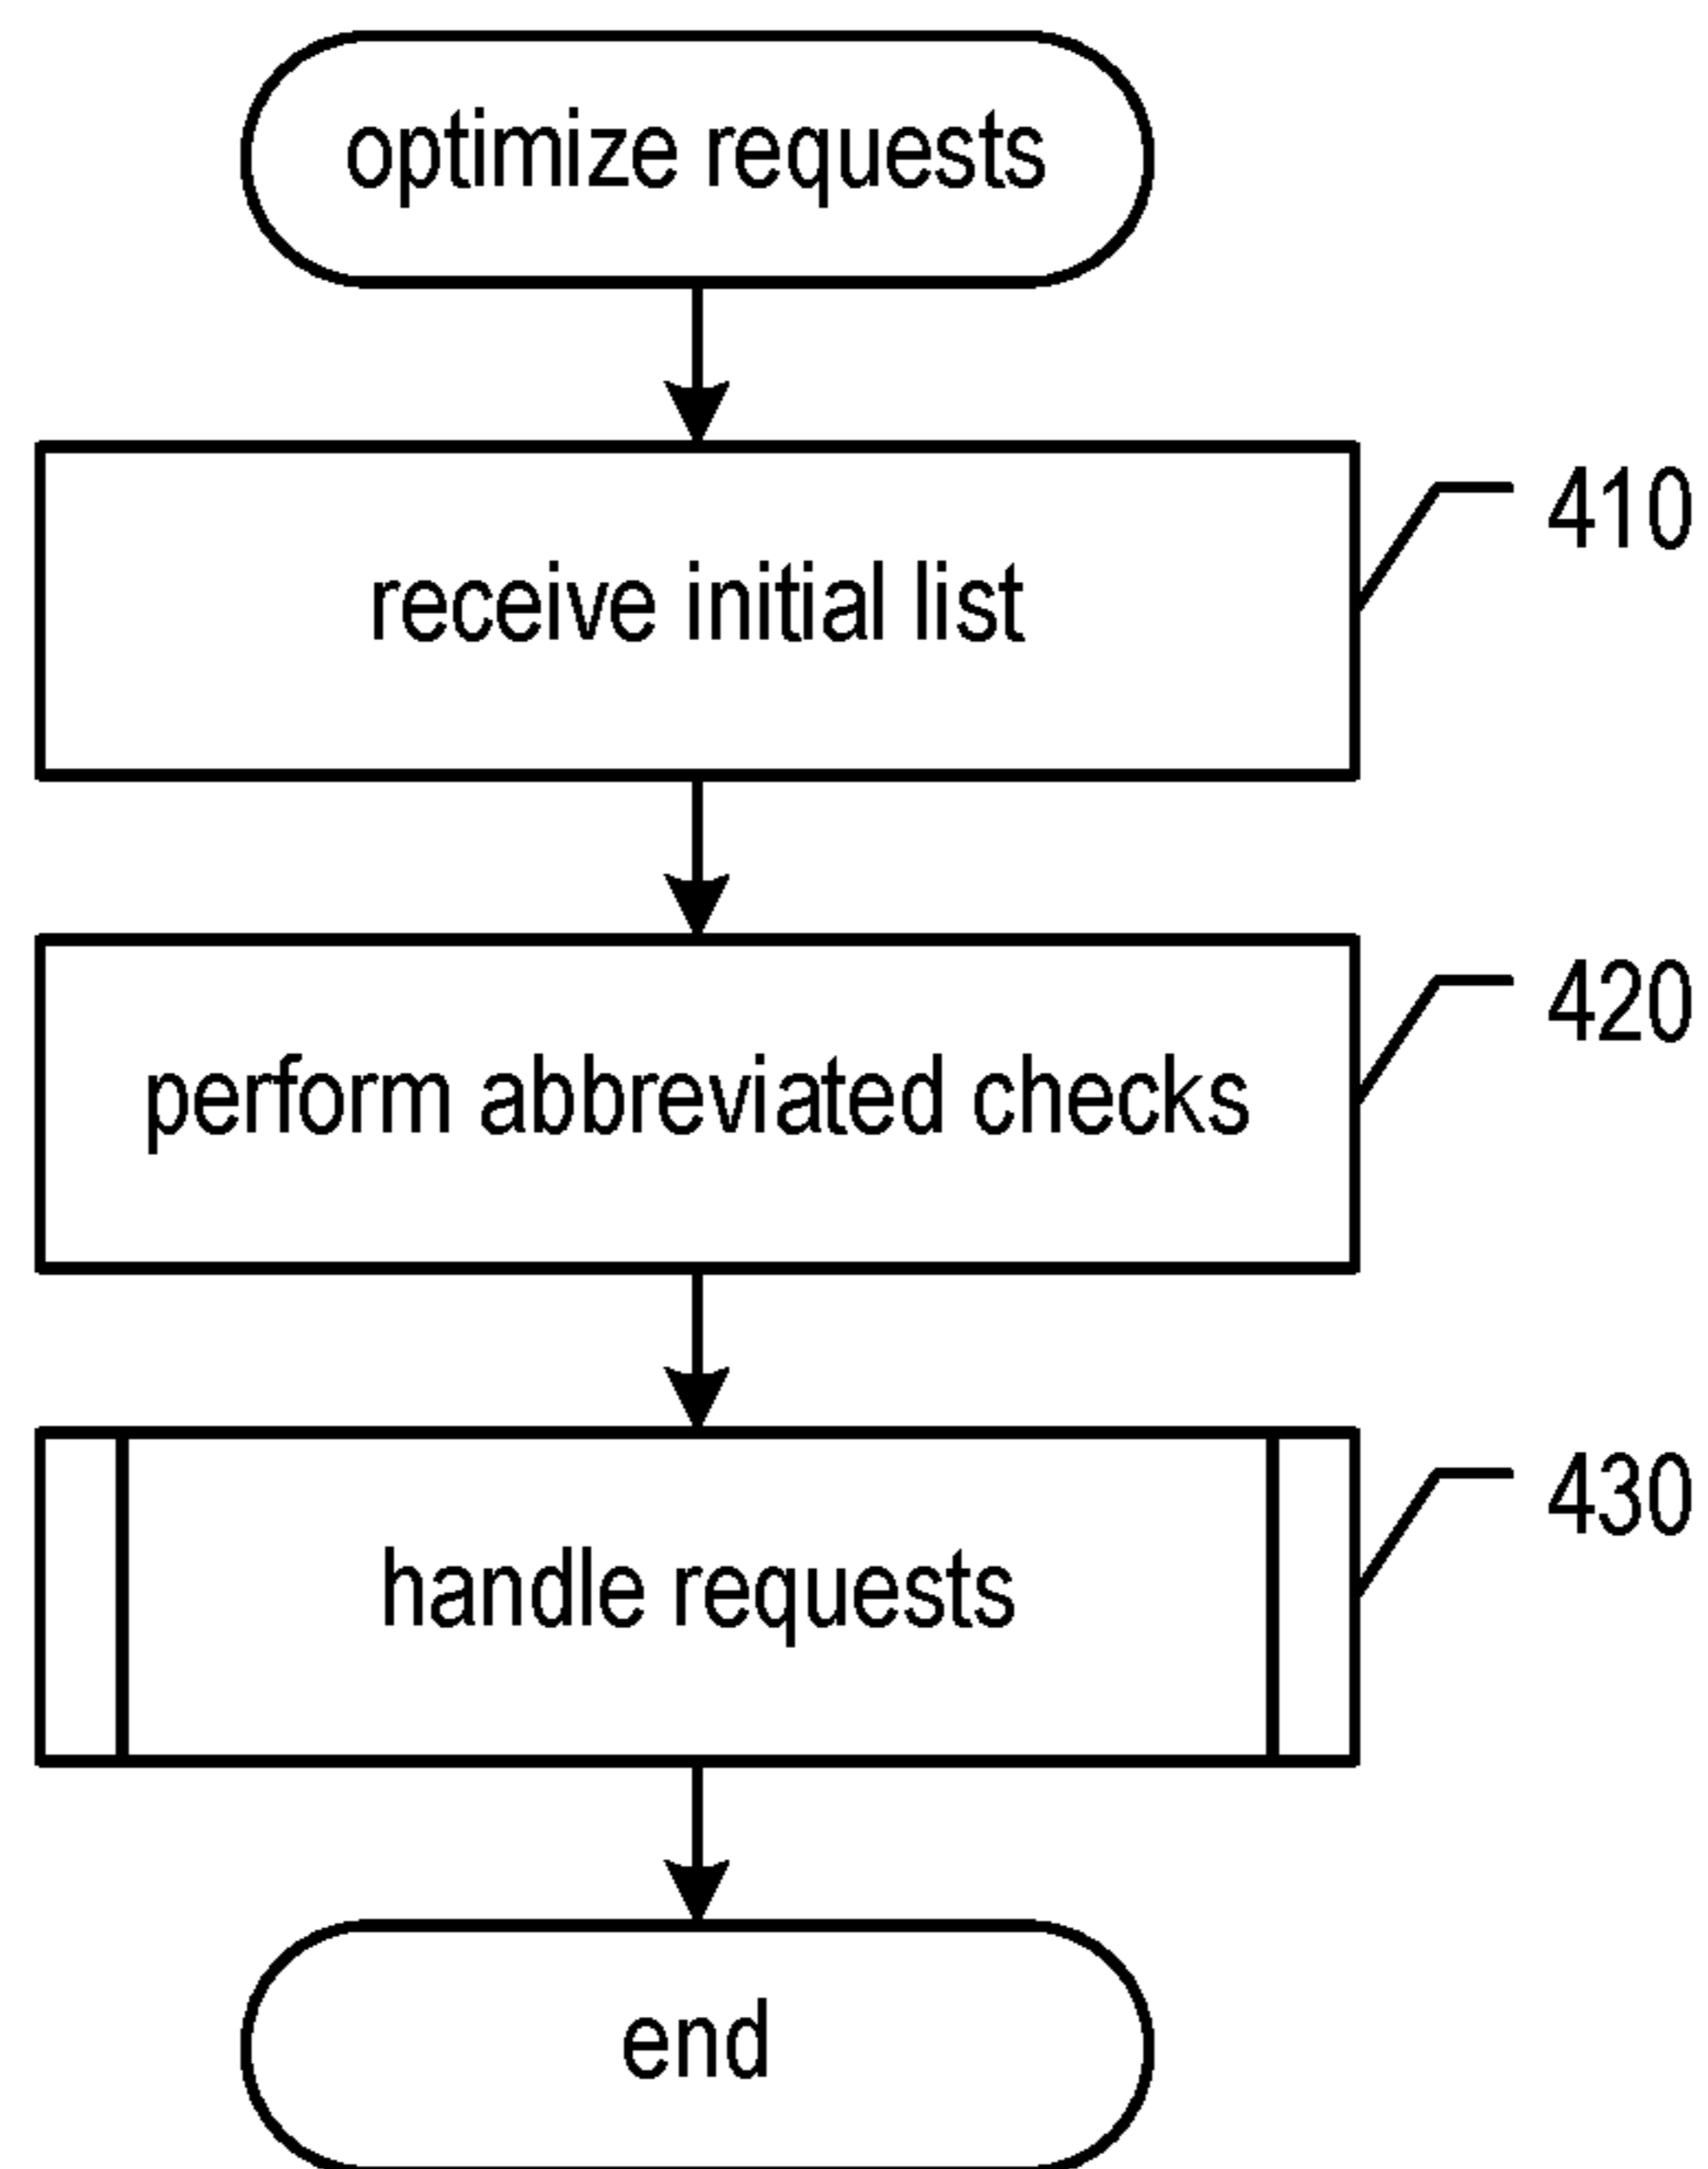 optimize requests
receive initial list
410
perform abbreviated checks
420
handle requests
430
end